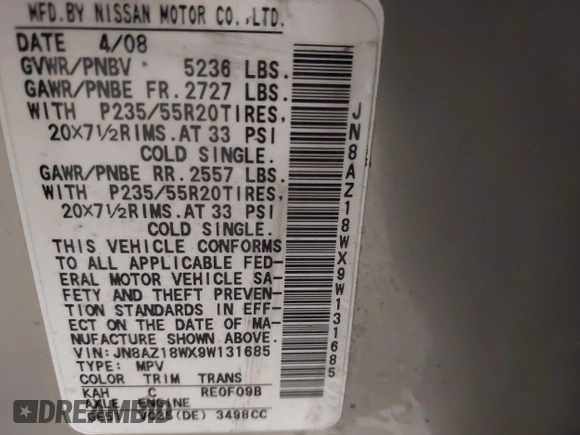 MFD.BY NISSAN MOTOR CO.,LTD.
DATE 4/08
GVWR/PNBV 5236 LBS.
GAWR/PNBE FR. 2727 LBS.
WITH P235/55R20TIRES,
20×7½RIMS.AT 33 PSI
COLD SINGLE.
GAWR/PNBE RR. 2557 LBS.
WITH P235/55R20TIRES,
20×7½RIMS.AT 33 PSI
COLD SINGLE.
THIS VEHICLE CONFORMS
TO ALL APPLICABLE FED-
ERAL MOTOR VEHICLE SA-
FETY AND THEFT PREVEN-
TION STANDARDS IN EFF-
ECT ON THE DATE OF MA-
NUFACTURE SHOWN ABOVE.
VIN: JN8AZ18WX9W131685
TYPE: MPV
COLOR TRIM TRANS
KAH C RE0F09B
AXLE ENGINE
VQ35(DE) 3498CC
JN8AZ18WX9W131685
DREAMBID